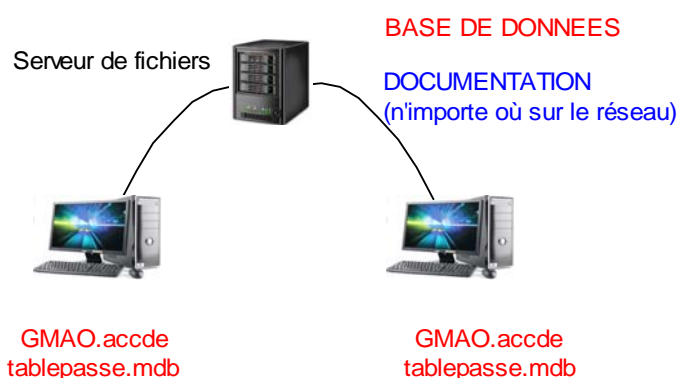 BASE DE DONNEES
Serveur de fichiers
DOCUMENTATION
(n'importe où sur le réseau)
GMAO.accde
tablepasse.mdb
GMAO.accde
tablepasse.mdb